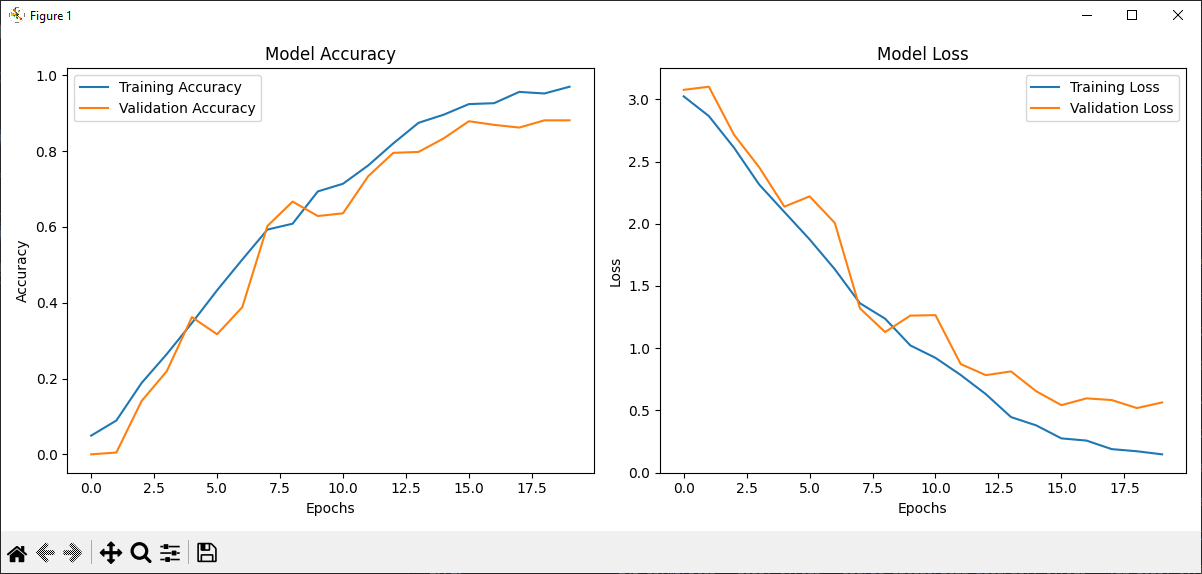 Figure 1
Model Accuracy
Training Accuracy
Validation Accuracy
Accuracy
1.0
0.8
0.6
0.4
0.2
0.0
0.0 2.5 5.0 7.5 10.0 12.5 15.0 17.5
Epochs
Model Loss
Training Loss
Validation Loss
Loss
3.0
2.5
2.0
1.5
1.0
0.5
0.0
0.0 2.5 5.0 7.5 10.0 12.5 15.0 17.5
Epochs